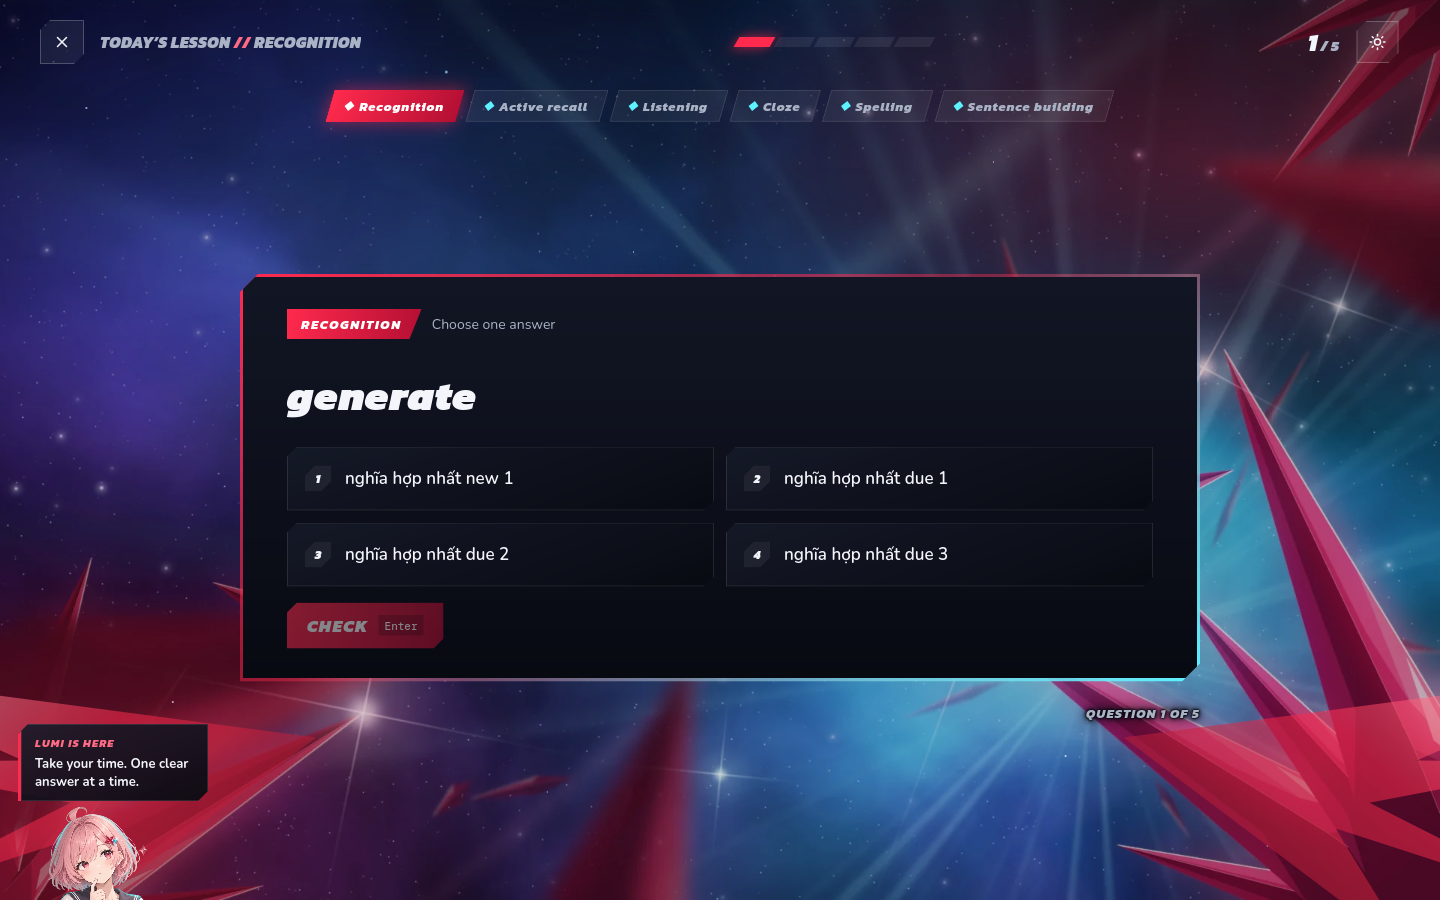 TODAY'S LESSON // RECOGNITION
1 / 5
Recognition
Active recall
Listening
Cloze
Spelling
Sentence building
RECOGNITION
Choose one answer
generate
1 nghĩa hợp nhất new 1
2 nghĩa hợp nhất due 1
3 nghĩa hợp nhất due 2
4 nghĩa hợp nhất due 3
CHECK Enter
QUESTION 1 OF 5
LUMI IS HERE
Take your time. One clear
answer at a time.